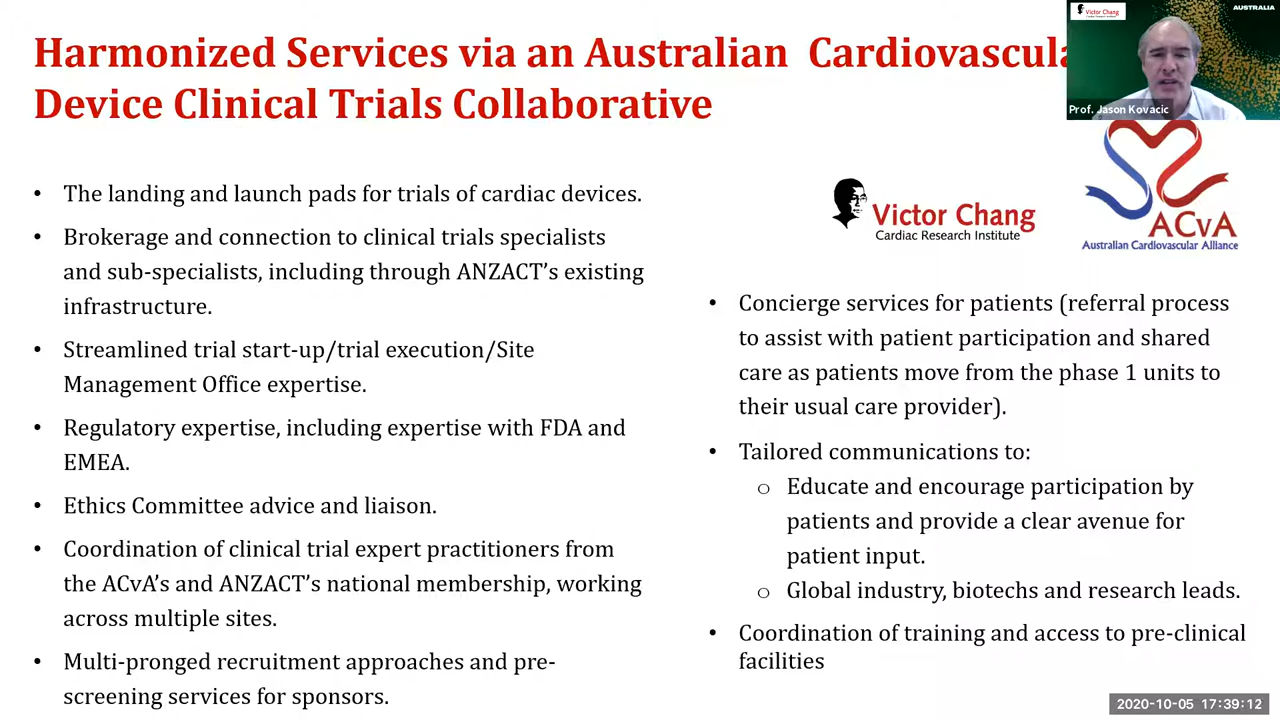 Harmonized Services via an Australian Cardiovascula
Device Clinical Trials Collaborative
Victor Chang
AUSTRALIA
Prof. Jason Kovacic
• The landing and launch pads for trials of cardiac devices.
• Brokerage and connection to clinical trials specialists
and sub-specialists, including through ANZACT’s existing
infrastructure.
• Streamlined trial start-up/trial execution/Site
Management Office expertise.
• Regulatory expertise, including expertise with FDA and
EMEA.
• Ethics Committee advice and liaison.
• Coordination of clinical trial expert practitioners from
the ACvA’s and ANZACT’s national membership, working
across multiple sites.
• Multi-pronged recruitment approaches and pre-
screening services for sponsors.
Victor Chang
Cardiac Research Institute
ACvA
Australian Cardiovascular Alliance
• Concierge services for patients (referral process
to assist with patient participation and shared
care as patients move from the phase 1 units to
their usual care provider).
• Tailored communications to:
o Educate and encourage participation by
patients and provide a clear avenue for
patient input.
o Global industry, biotechs and research leads.
• Coordination of training and access to pre-clinical
facilities
2020-10-05 17:39:12